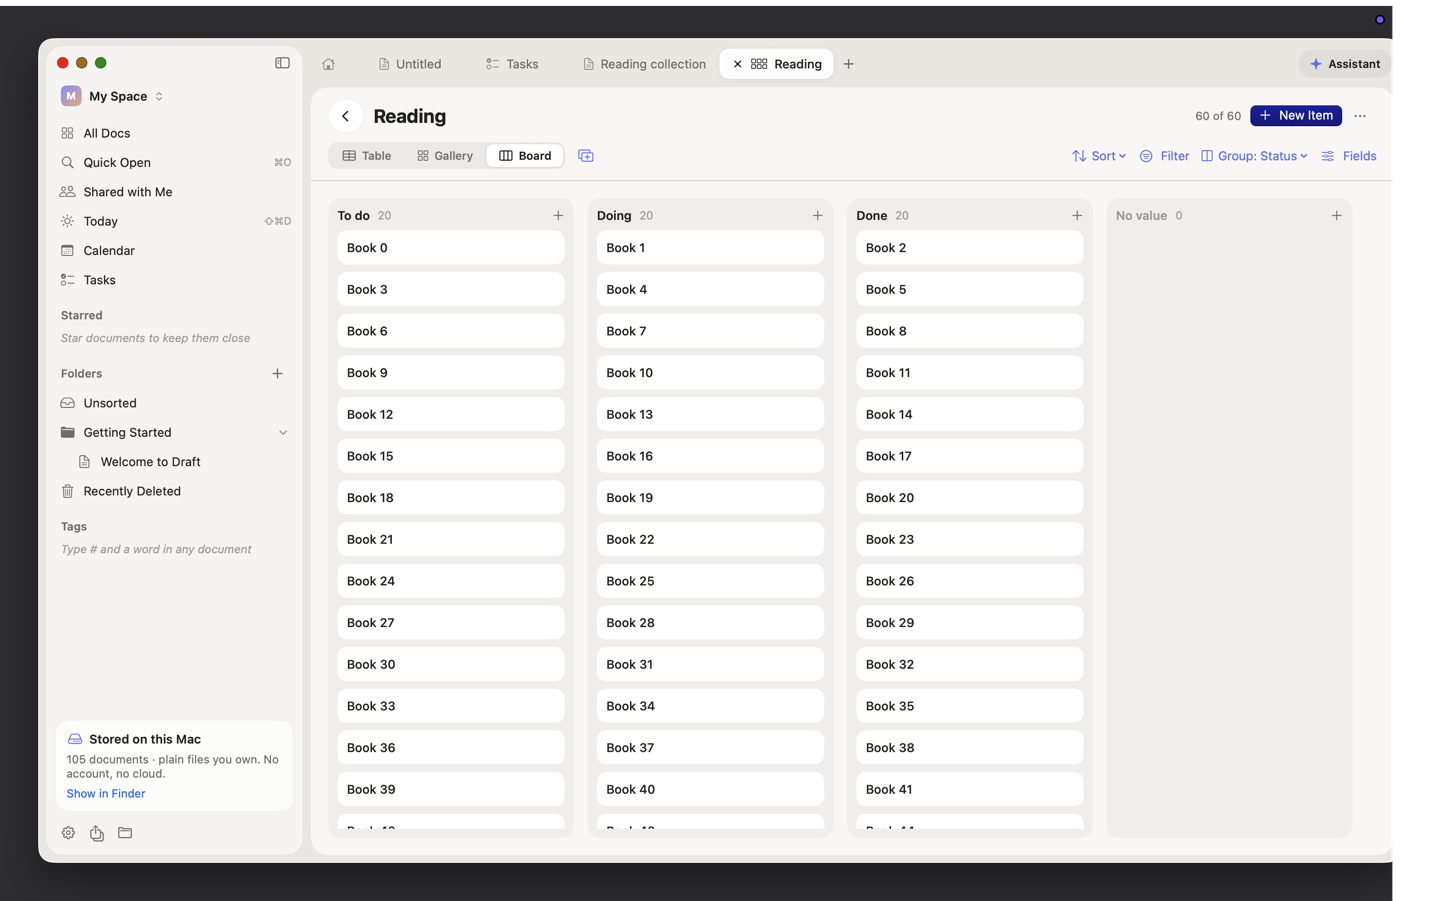 Untitled
Tasks
Reading collection
Reading
Assistant
M My Space
All Docs
Quick Open ⌘O
Shared with Me
Today ⇧⌘D
Calendar
Tasks
Starred
Star documents to keep them close
Folders
Unsorted
Getting Started
Welcome to Draft
Recently Deleted
Tags
Type # and a word in any document
Stored on this Mac
105 documents · plain files you own. No
account, no cloud.
Show in Finder
Reading
60 of 60
New Item
Table
Gallery
Board
Sort
Filter
Group: Status
Fields
To do 20
Book 0
Book 3
Book 6
Book 9
Book 12
Book 15
Book 18
Book 21
Book 24
Book 27
Book 30
Book 33
Book 36
Book 39
Doing 20
Book 1
Book 4
Book 7
Book 10
Book 13
Book 16
Book 19
Book 22
Book 25
Book 28
Book 31
Book 34
Book 37
Book 40
Done 20
Book 2
Book 5
Book 8
Book 11
Book 14
Book 17
Book 20
Book 23
Book 26
Book 29
Book 32
Book 35
Book 38
Book 41
No value 0